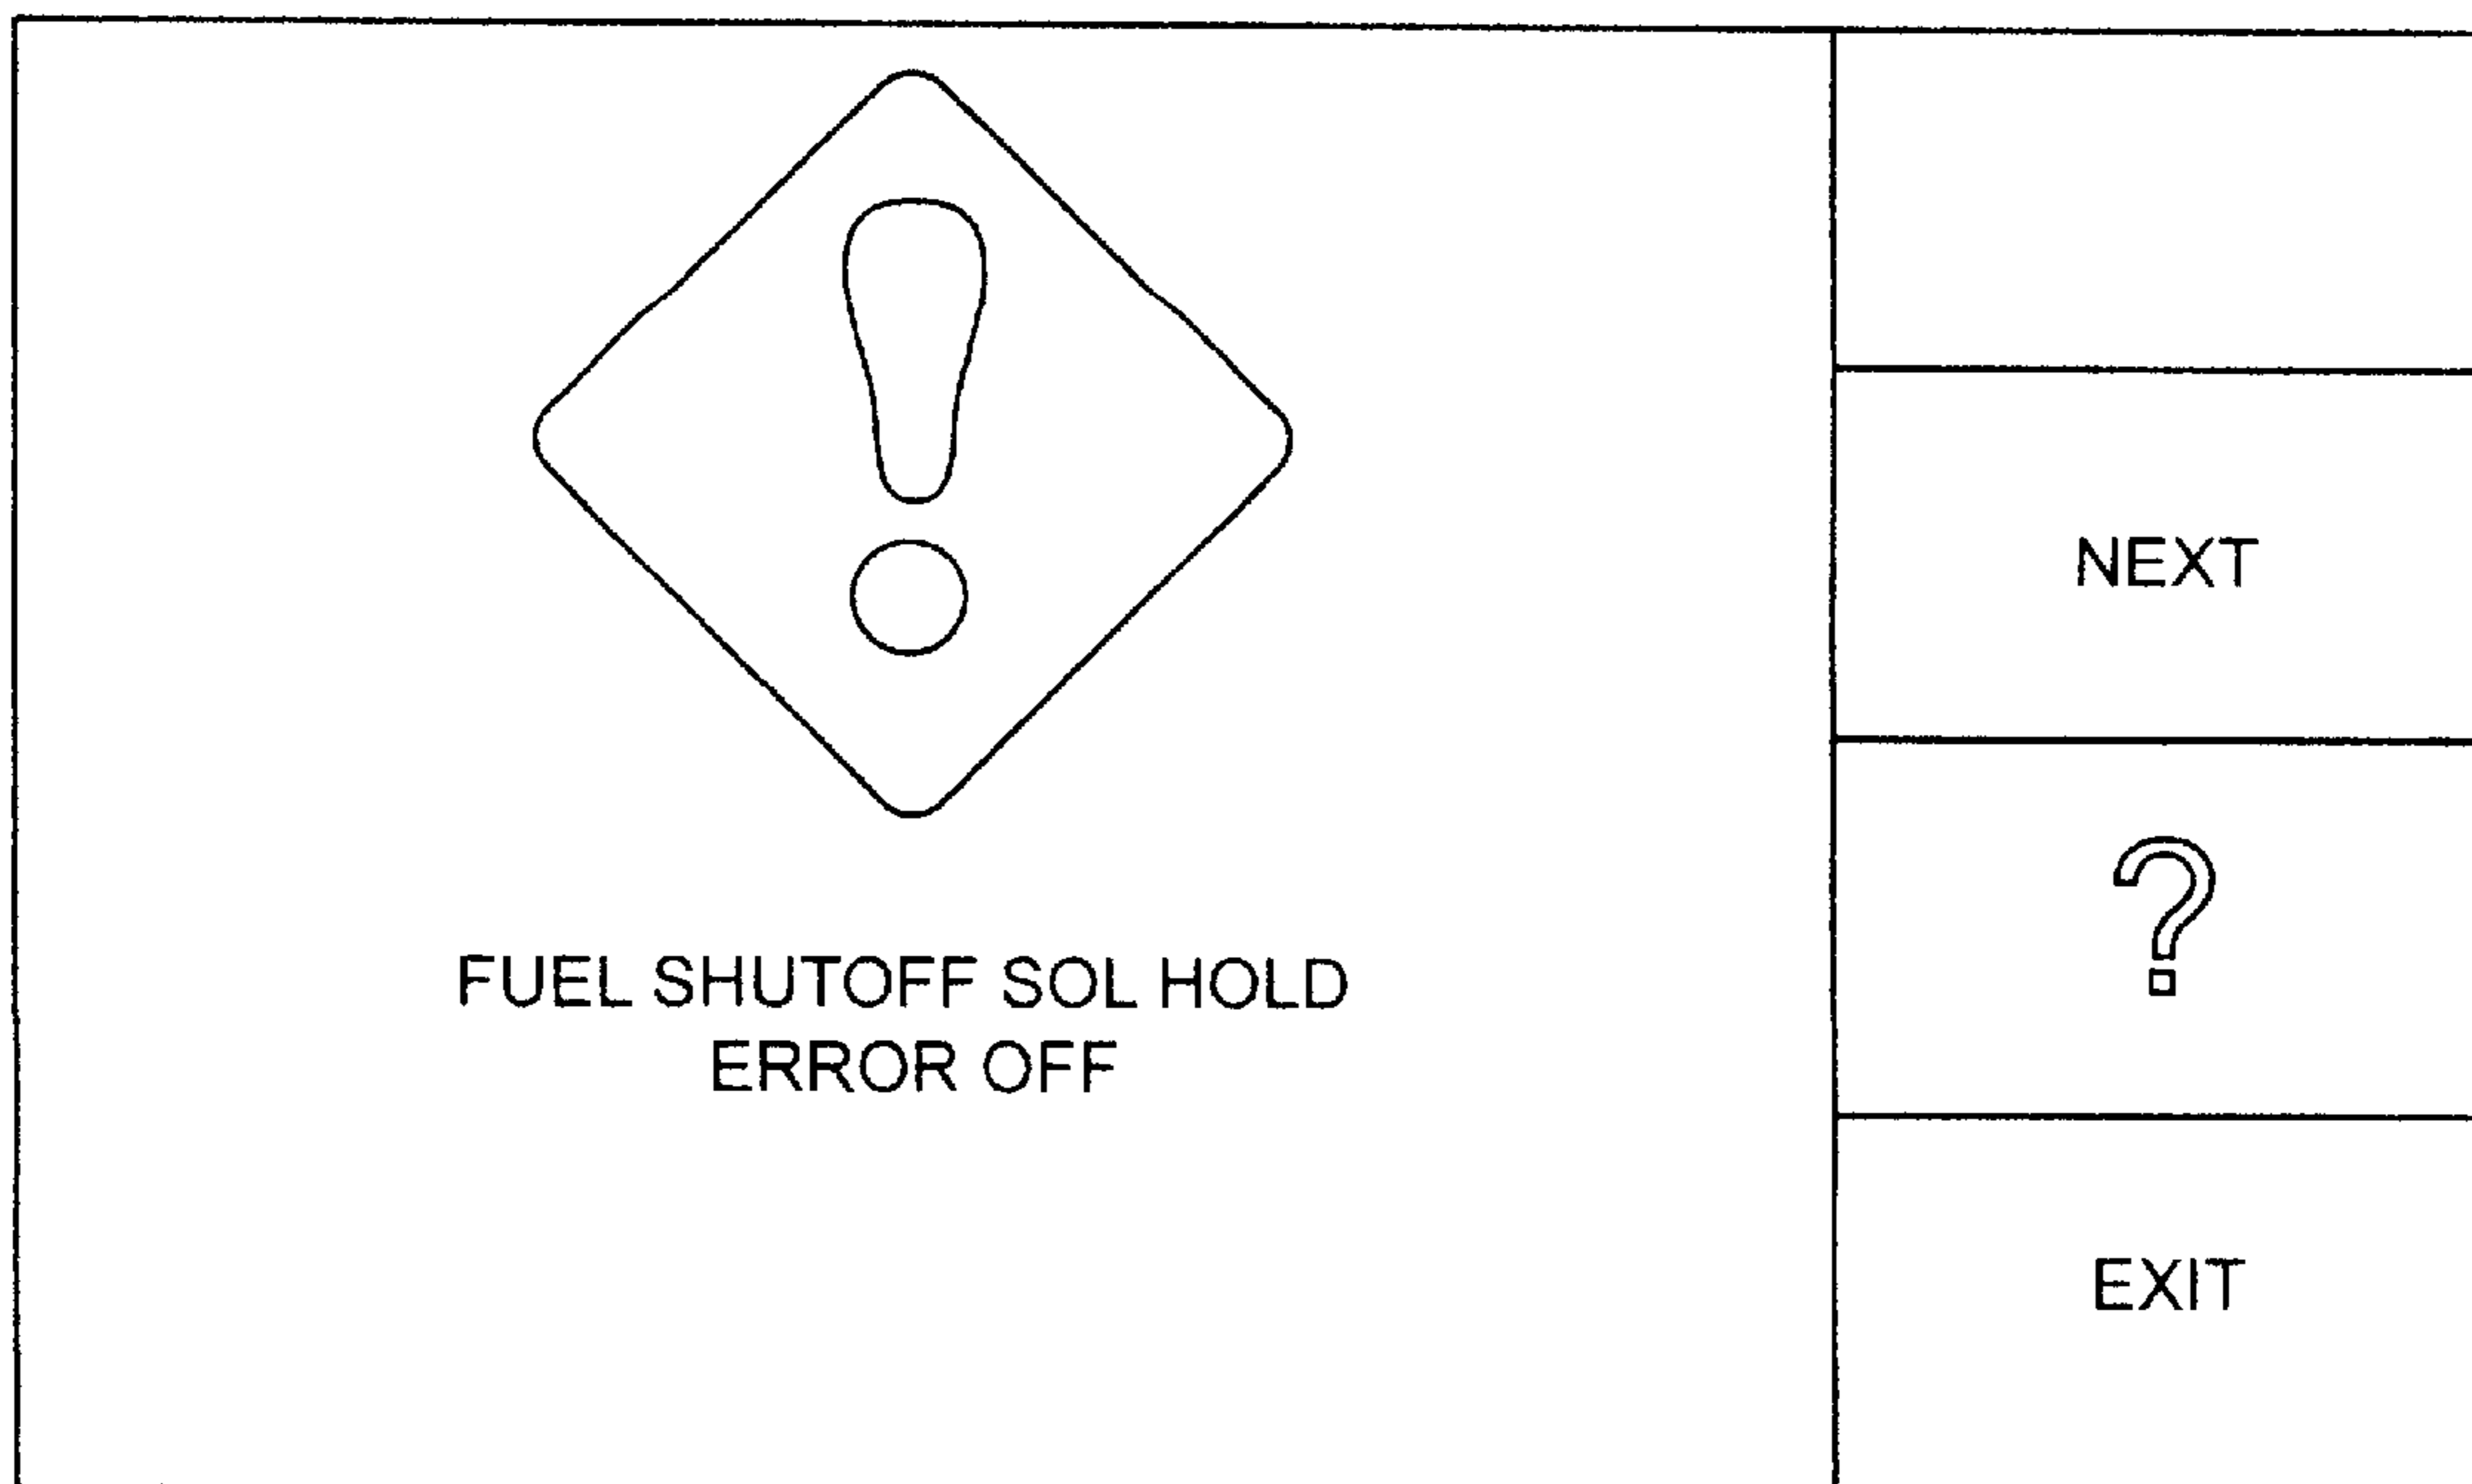 FUEL SHUTOFF SOL HOLD
ERROR OFF
NEXT
?
EXIT